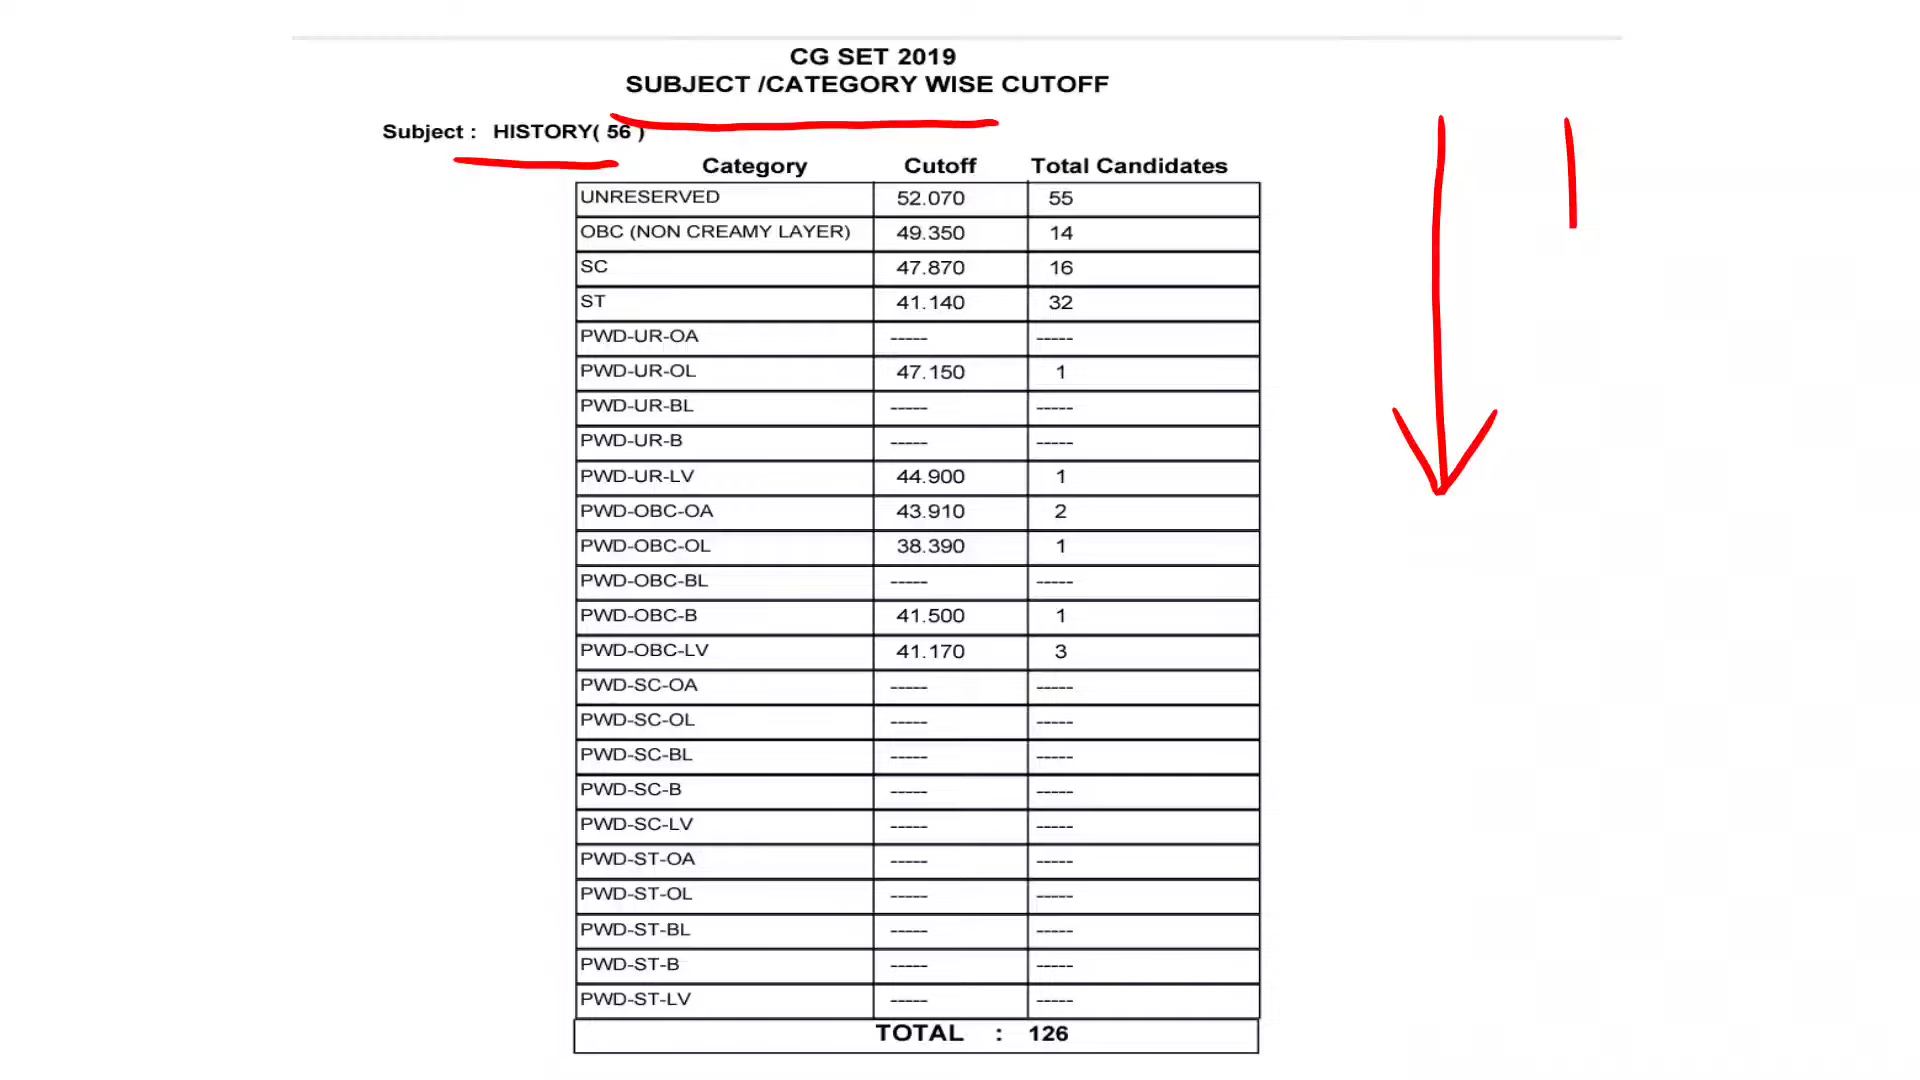 CG SET 2019
SUBJECT /CATEGORY WISE CUTOFF
Subject : HISTORY( 56 )
Category Cutoff Total Candidates
UNRESERVED 52.070 55
OBC (NON CREAMY LAYER) 49.350 14
SC 47.870 16
ST 41.140 32
PWD-UR-OA ----- -----
PWD-UR-OL 47.150 1
PWD-UR-BL ----- -----
PWD-UR-B ----- -----
PWD-UR-LV 44.900 1
PWD-OBC-OA 43.910 2
PWD-OBC-OL 38.390 1
PWD-OBC-BL ----- -----
PWD-OBC-B 41.500 1
PWD-OBC-LV 41.170 3
PWD-SC-OA ----- -----
PWD-SC-OL ----- -----
PWD-SC-BL ----- -----
PWD-SC-B ----- -----
PWD-SC-LV ----- -----
PWD-ST-OA ----- -----
PWD-ST-OL ----- -----
PWD-ST-BL ----- -----
PWD-ST-B ----- -----
PWD-ST-LV ----- -----
TOTAL : 126